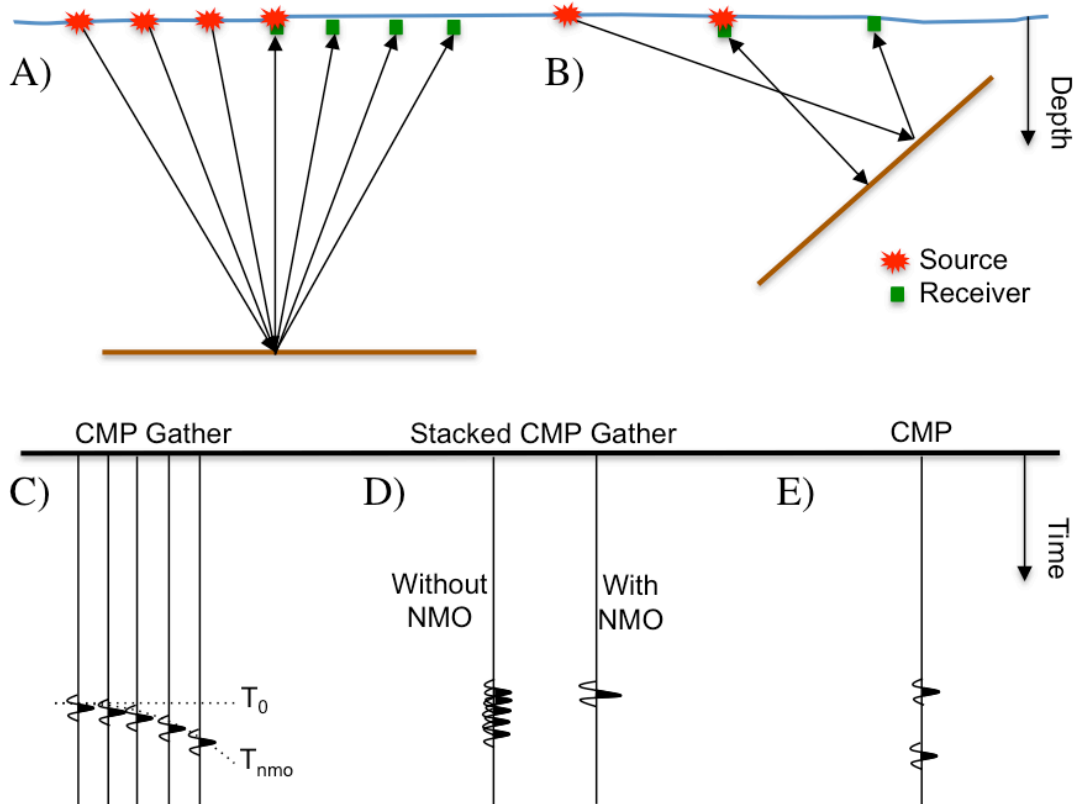 A)
B)
Depth
Source
Receiver
CMP Gather
Stacked CMP Gather
CMP
C)
D)
E)
Time
Without
NMO
With
NMO
T0
Tnmo